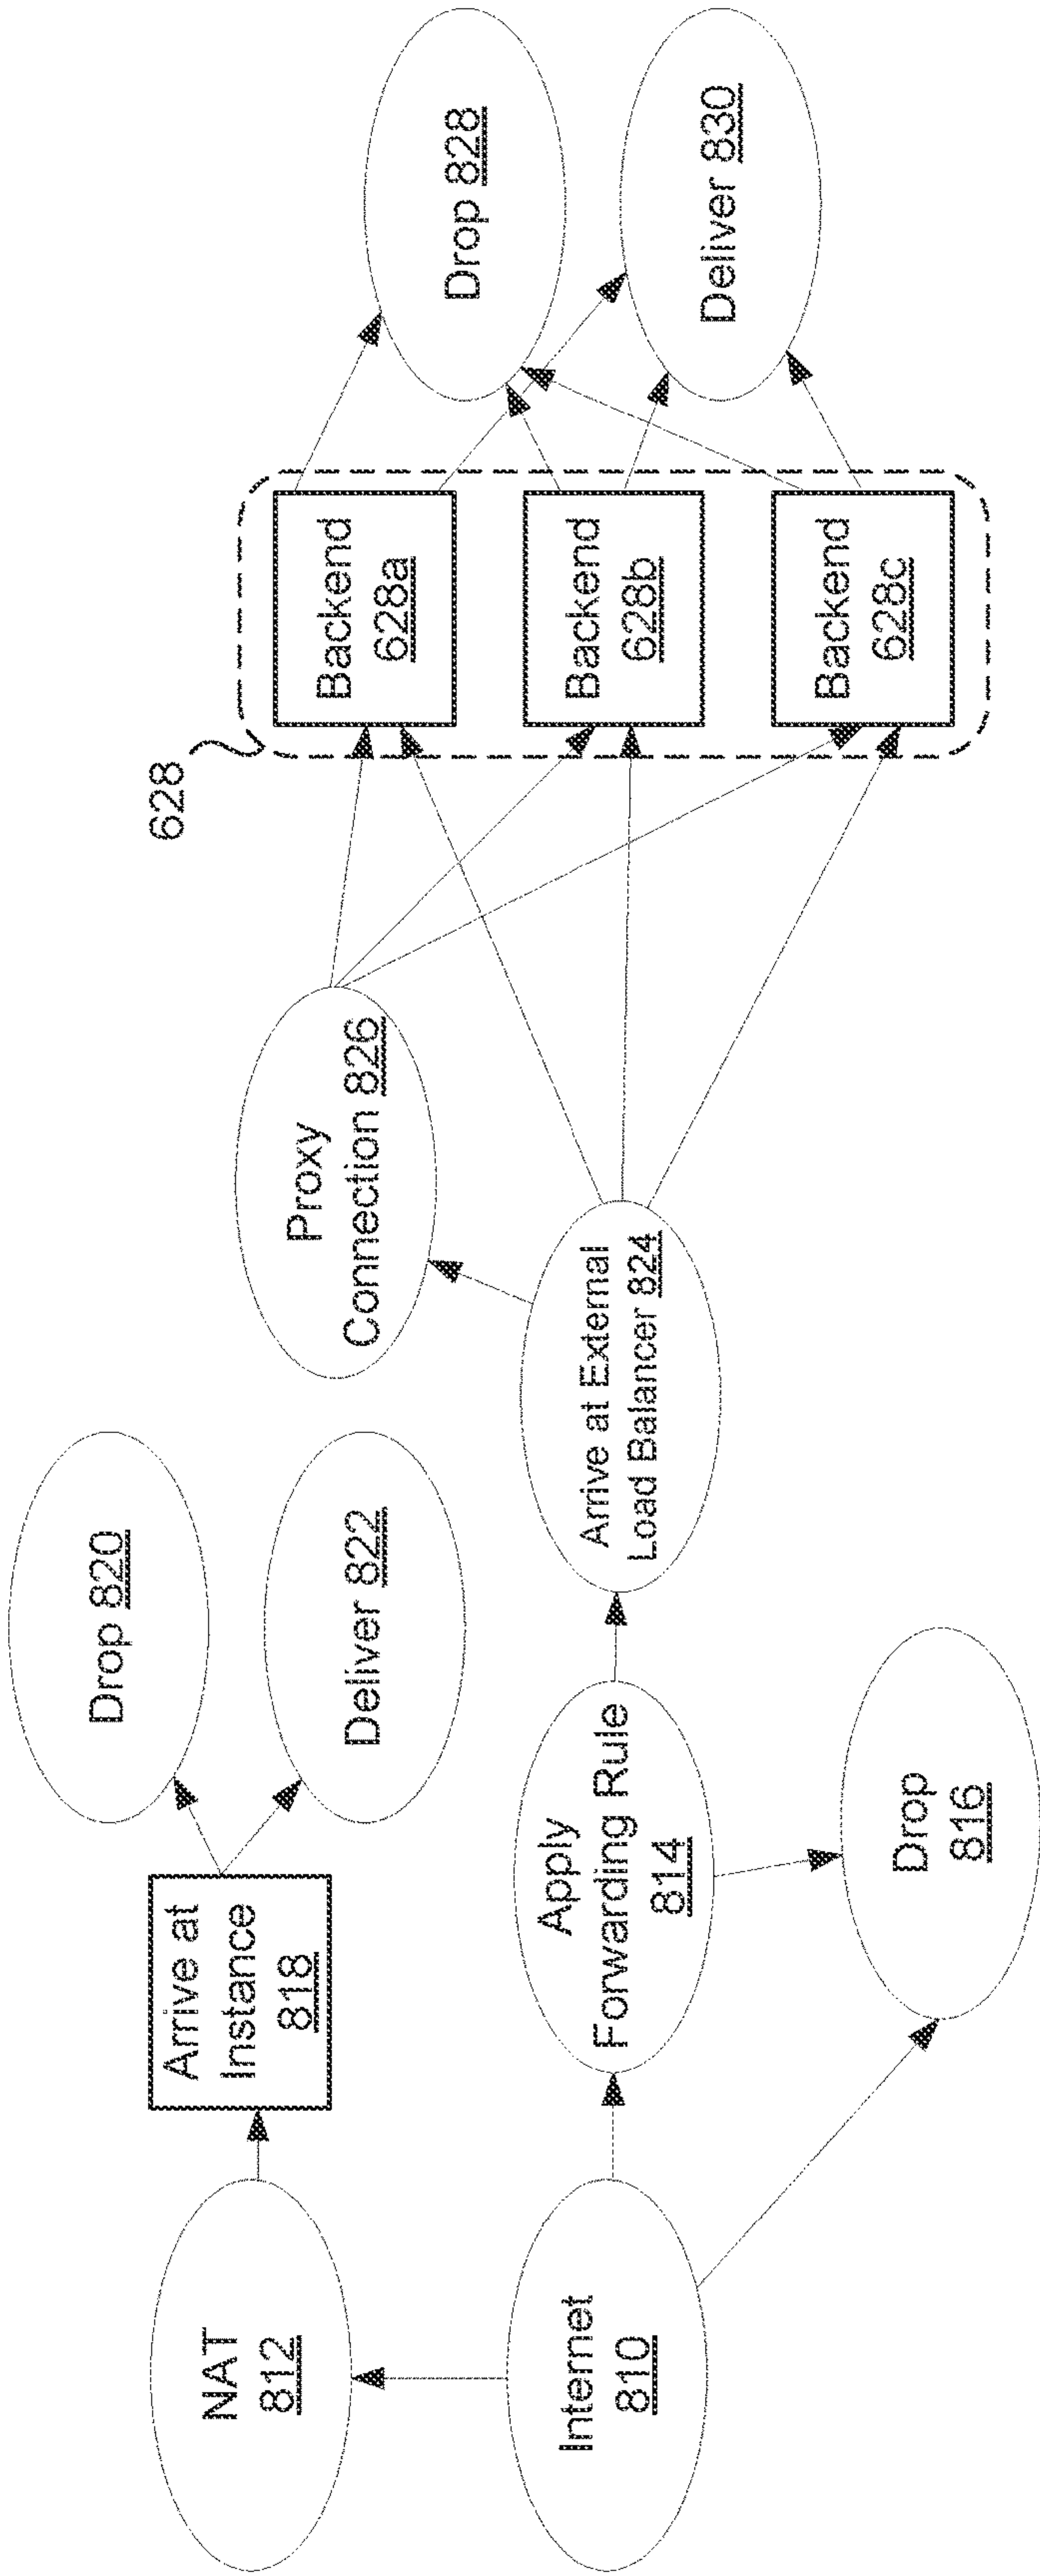 NAT
812
Arrive at
Instance
818
Drop 820
Deliver 822
Internet
810
Apply
Forwarding Rule
814
Drop
816
Arrive at External
Load Balancer 824
Proxy
Connection 826
628
Backend
628a
Backend
628b
Backend
628c
Drop 828
Deliver 830